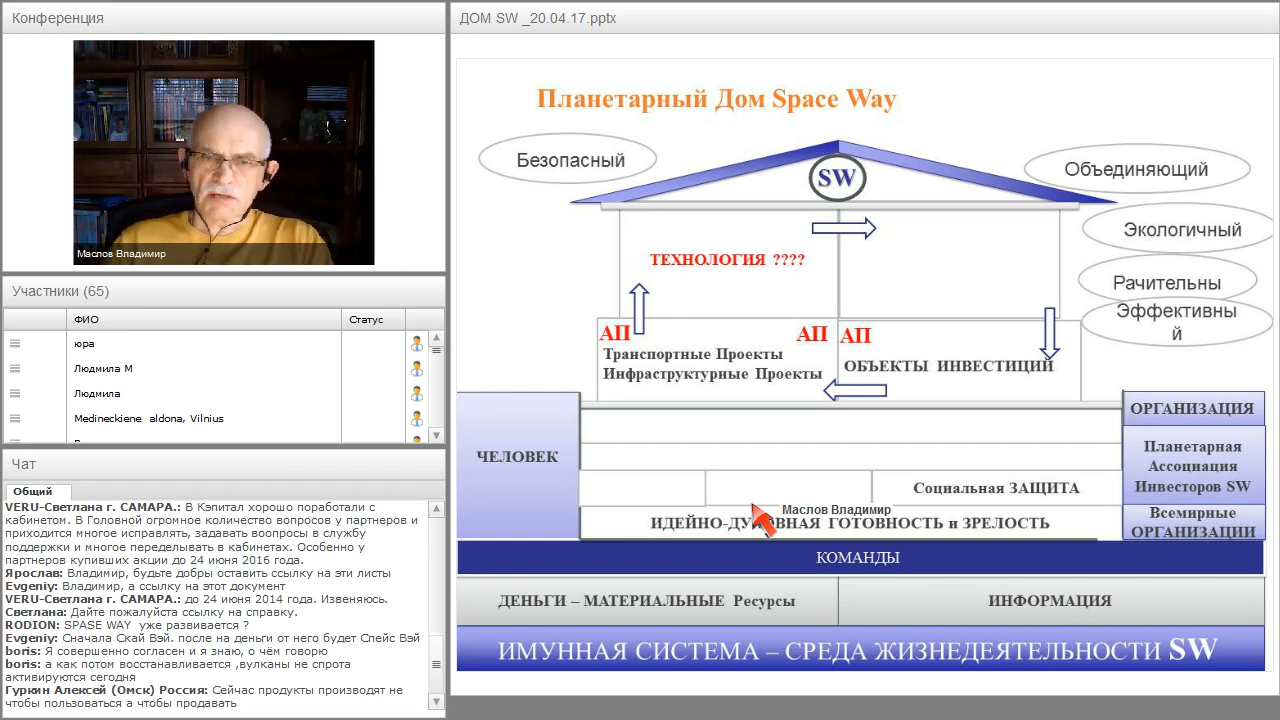 Конференция
Маслов Владимир
Участники (65)
ФИО
Статус
юра
Людмила М
Людмила
Medineckiene aldona, Vilnius
Чат
Общий
VERU-Светлана г. САМАРА.: В Кэпитал хорошо поработали с
кабинетом. В Головной огромное количество вопросов у партнеров и
приходится многое исправлять, задавать вопросы в службу
поддержки и многое переделывать в кабинетах. Особенно у
партнеров купивших акции до 24 июня 2016 года.
Ярослав: Владимир, будьте добры оставить ссылку на эти листы
Evgeniy: Владимир, а ссылку на этот документ
VERU-Светлана г. САМАРА.: до 24 июня 2014 года. Извеняюсь.
Светлана: Дайте пожалуйста ссылку на справку.
RODION: SPASE WAY уже развивается ?
Evgeniy: Сначала Скай Вэй. после на деньги от него будет Спейс Вэй
boris: Я совершенно согласен и я знаю, о чём говою
boris: а как потом восстанавливается ,вулканы не спрота
активируются сегодня
Гуркин Алексей (Омск) Россия: Сейчас продукты производят не
чтобы пользоваться а чтобы продавать
ДОМ SW _20.04.17.pptx
Планетарный Дом Space Way
Безопасный
SW
Объединяющий
Экологичный
Рачительны
Эффективны
й
ТЕХНОЛОГИЯ ????
АП
АП
АП
Транспортные Проекты
Инфраструктурные Проекты
ОБЪЕКТЫ ИНВЕСТИЦИЙ
ЧЕЛОВЕК
ОРГАНИЗАЦИЯ
Планетарная
Ассоциация
Инвесторов SW
Социальная ЗАЩИТА
Маслов Владимир
ИДЕЙНО-ДУХОВНАЯ ГОТОВНОСТЬ и ЗРЕЛОСТЬ
Всемирные
ОРГАНИЗАЦИИ
КОМАНДЫ
ДЕНЬГИ – МАТЕРИАЛЬНЫЕ Ресурсы
ИНФОРМАЦИЯ
ИМУННАЯ СИСТЕМА – СРЕДА ЖИЗНЕДЕЯТЕЛЬНОСТИ SW